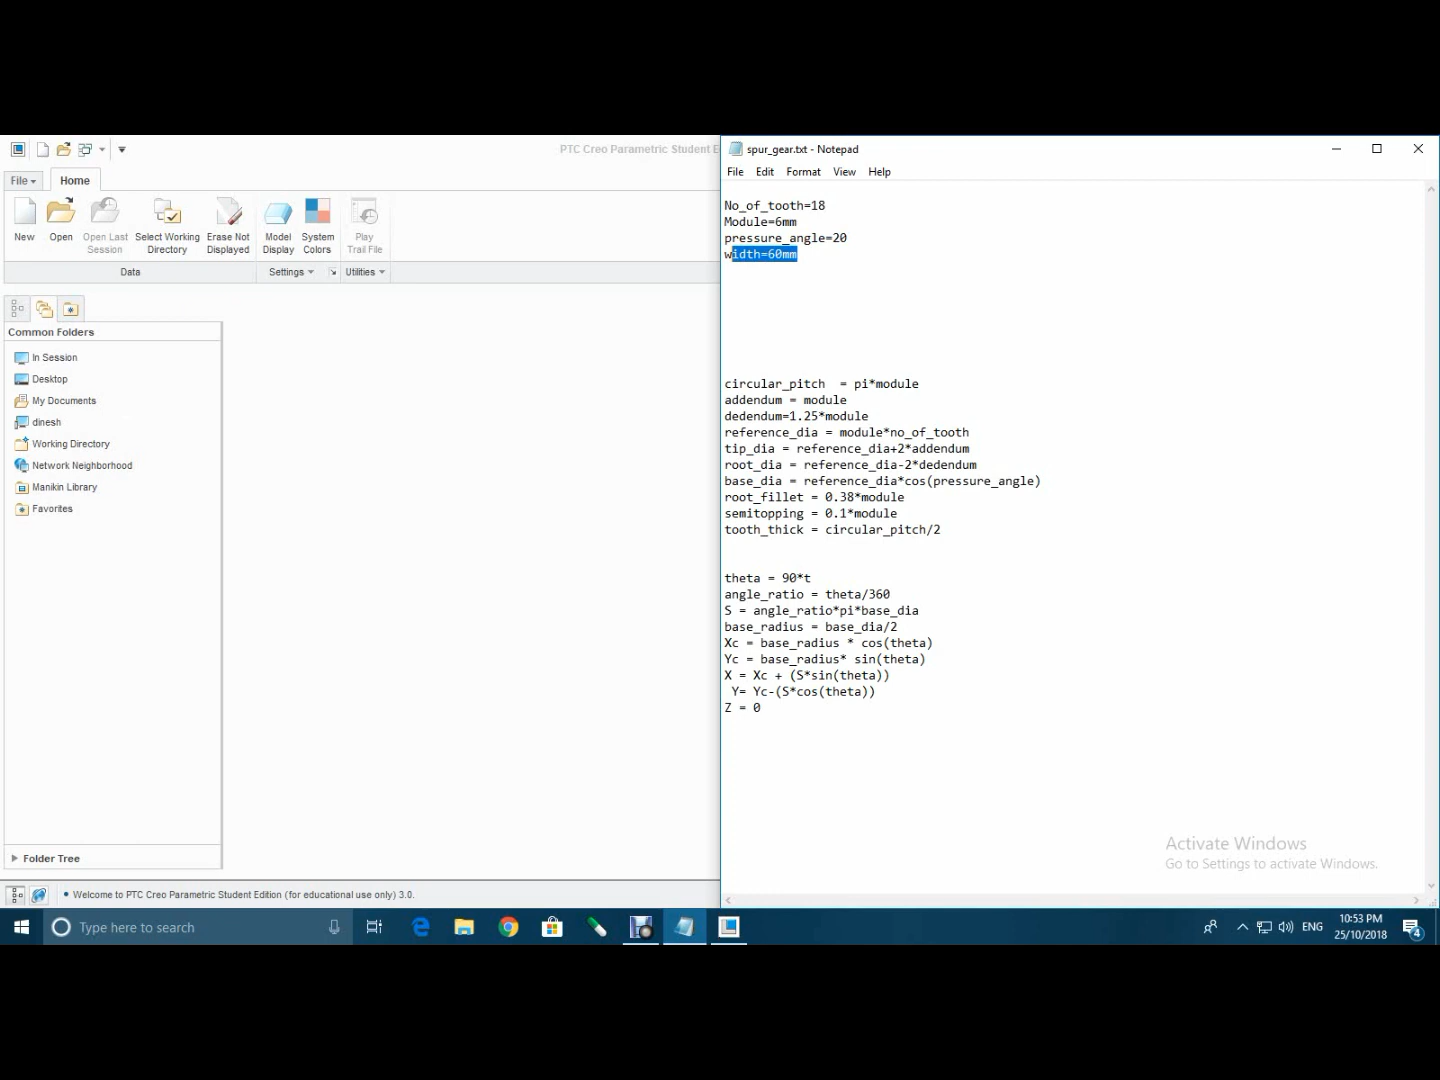 PTC Creo Parametric Student E
File
Home
New
Open
Open Last Session
Select Working Directory
Erase Not Displayed
Model Display
System Colors
Play Trail File
Data
Settings
Utilities
Common Folders
In Session
Desktop
My Documents
dinesh
Working Directory
Network Neighborhood
Manikin Library
Favorites
Folder Tree
• Welcome to PTC Creo Parametric Student Edition (for educational use only) 3.0.
spur_gear.txt - Notepad
File Edit Format View Help
No_of_tooth=18
Module=6mm
pressure_angle=20
width=60mm
circular_pitch  = pi*module
addendum = module
dedendum=1.25*module
reference_dia = module*no_of_tooth
tip_dia = reference_dia+2*addendum
root_dia = reference_dia-2*dedendum
base_dia = reference_dia*cos(pressure_angle)
root_fillet = 0.38*module
semitopping = 0.1*module
tooth_thick = circular_pitch/2
theta = 90*t
angle_ratio = theta/360
S = angle_ratio*pi*base_dia
base_radius = base_dia/2
Xc = base_radius * cos(theta)
Yc = base_radius* sin(theta)
X = Xc + (S*sin(theta))
Y= Yc-(S*cos(theta))
Z = 0
Activate Windows
Go to Settings to activate Windows.
Type here to search
ENG
10:53 PM
25/10/2018
4